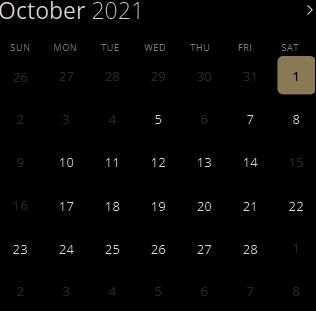 October 2021 >
SUN MON TUE WED THU FRI SAT
26 27 28 29 30 31 1
2 3 4 5 6 7 8
9 10 11 12 13 14 15
16 17 18 19 20 21 22
23 24 25 26 27 28 1
2 3 4 5 6 7 8